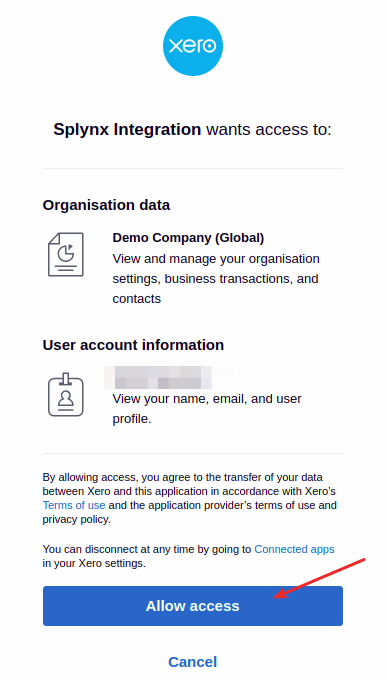 xero
Splynx Integration wants access to:
Organisation data
Demo Company (Global)
View and manage your organisation
settings, business transactions, and
contacts
User account information
View your name, email, and user
profile.
By allowing access, you agree to the transfer of your data
between Xero and this application in accordance with Xero's
Terms of use and the application provider's terms of use and
privacy policy.
You can disconnect at any time by going to Connected apps
in your Xero settings.
Allow access
Cancel